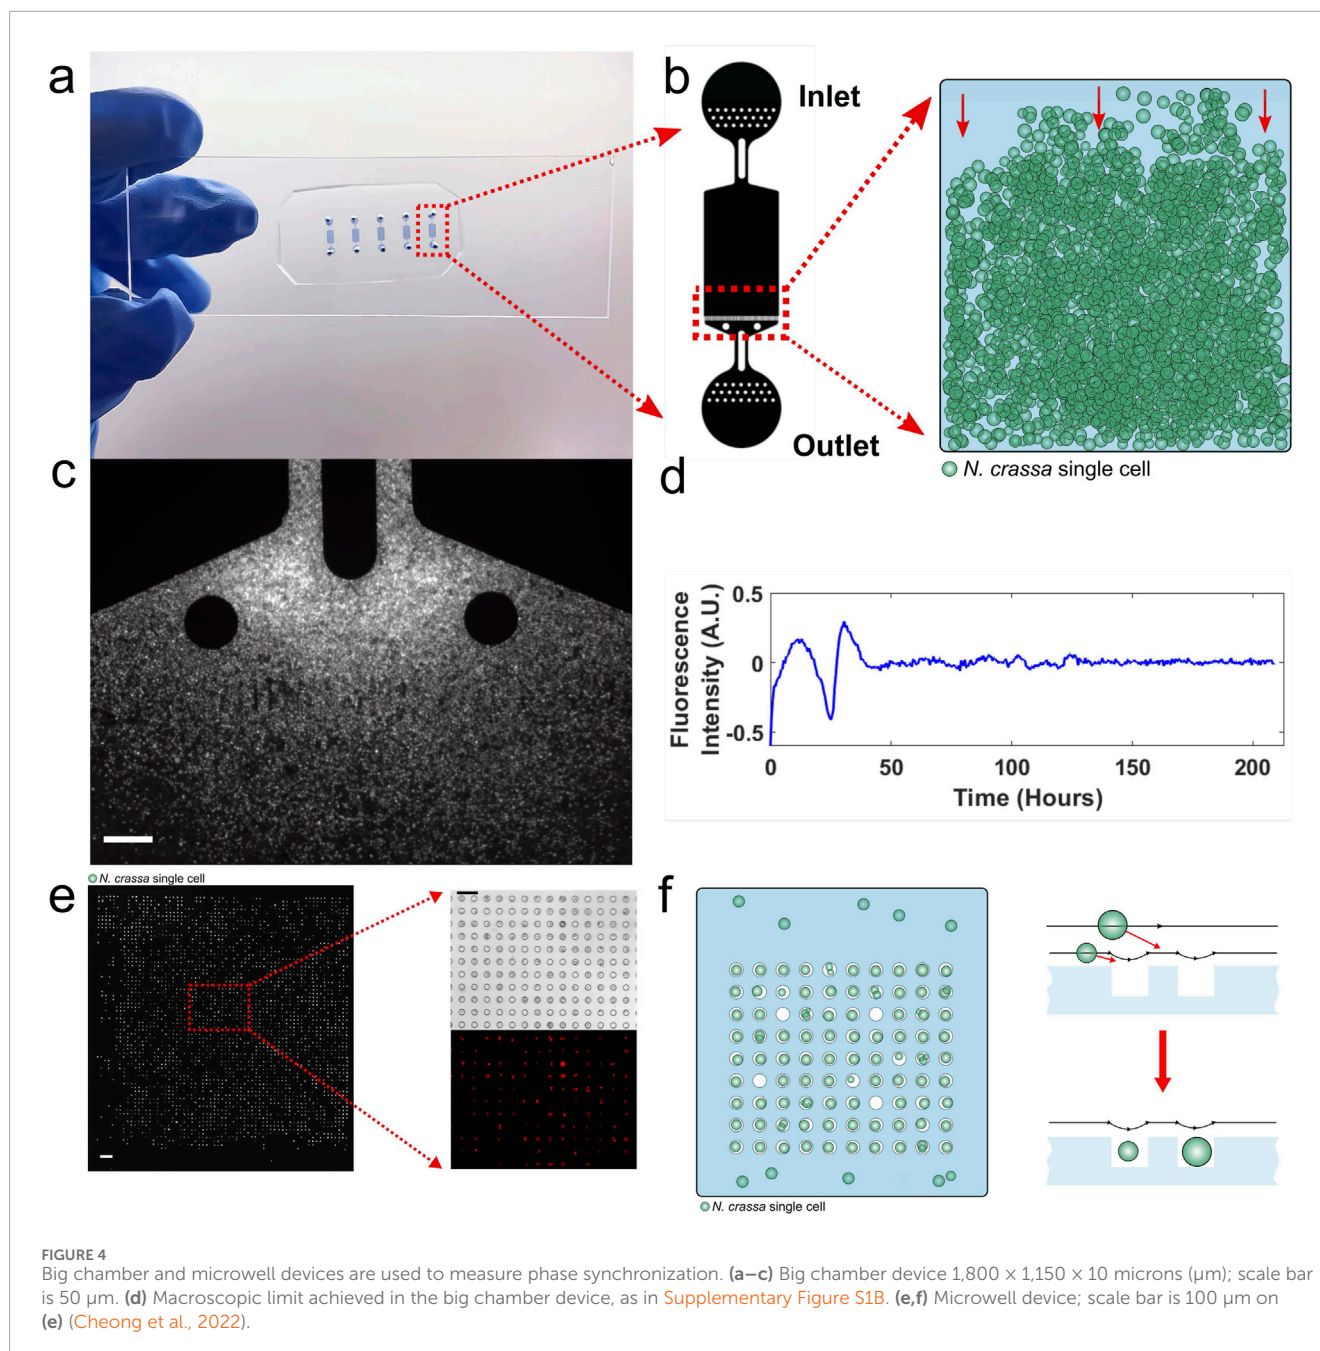 a
b
Inlet
Outlet
N. crassa single cell
c
d
Fluorescence
Intensity (A.U.)
0.5
0
-0.5
0
50
100
150
200
Time (Hours)
N. crassa single cell
e
f
N. crassa single cell
FIGURE 4
Big chamber and microwell devices are used to measure phase synchronization. (a–c) Big chamber device 1,800 × 1,150 × 10 microns (μm); scale bar
is 50 μm. (d) Macroscopic limit achieved in the big chamber device, as in Supplementary Figure S1B. (e,f) Microwell device; scale bar is 100 μm on
(e) (Cheong et al., 2022).